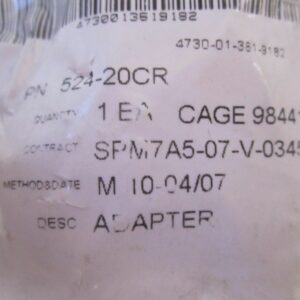 4730013619182
4730-01-361-9182
PN 524-20CR
QUANTITY 1 EA CAGE 98441
CONTRACT SPM7A5-07-V-0345
METHOD&DATE M 10-04/07
DESC ADAPTER